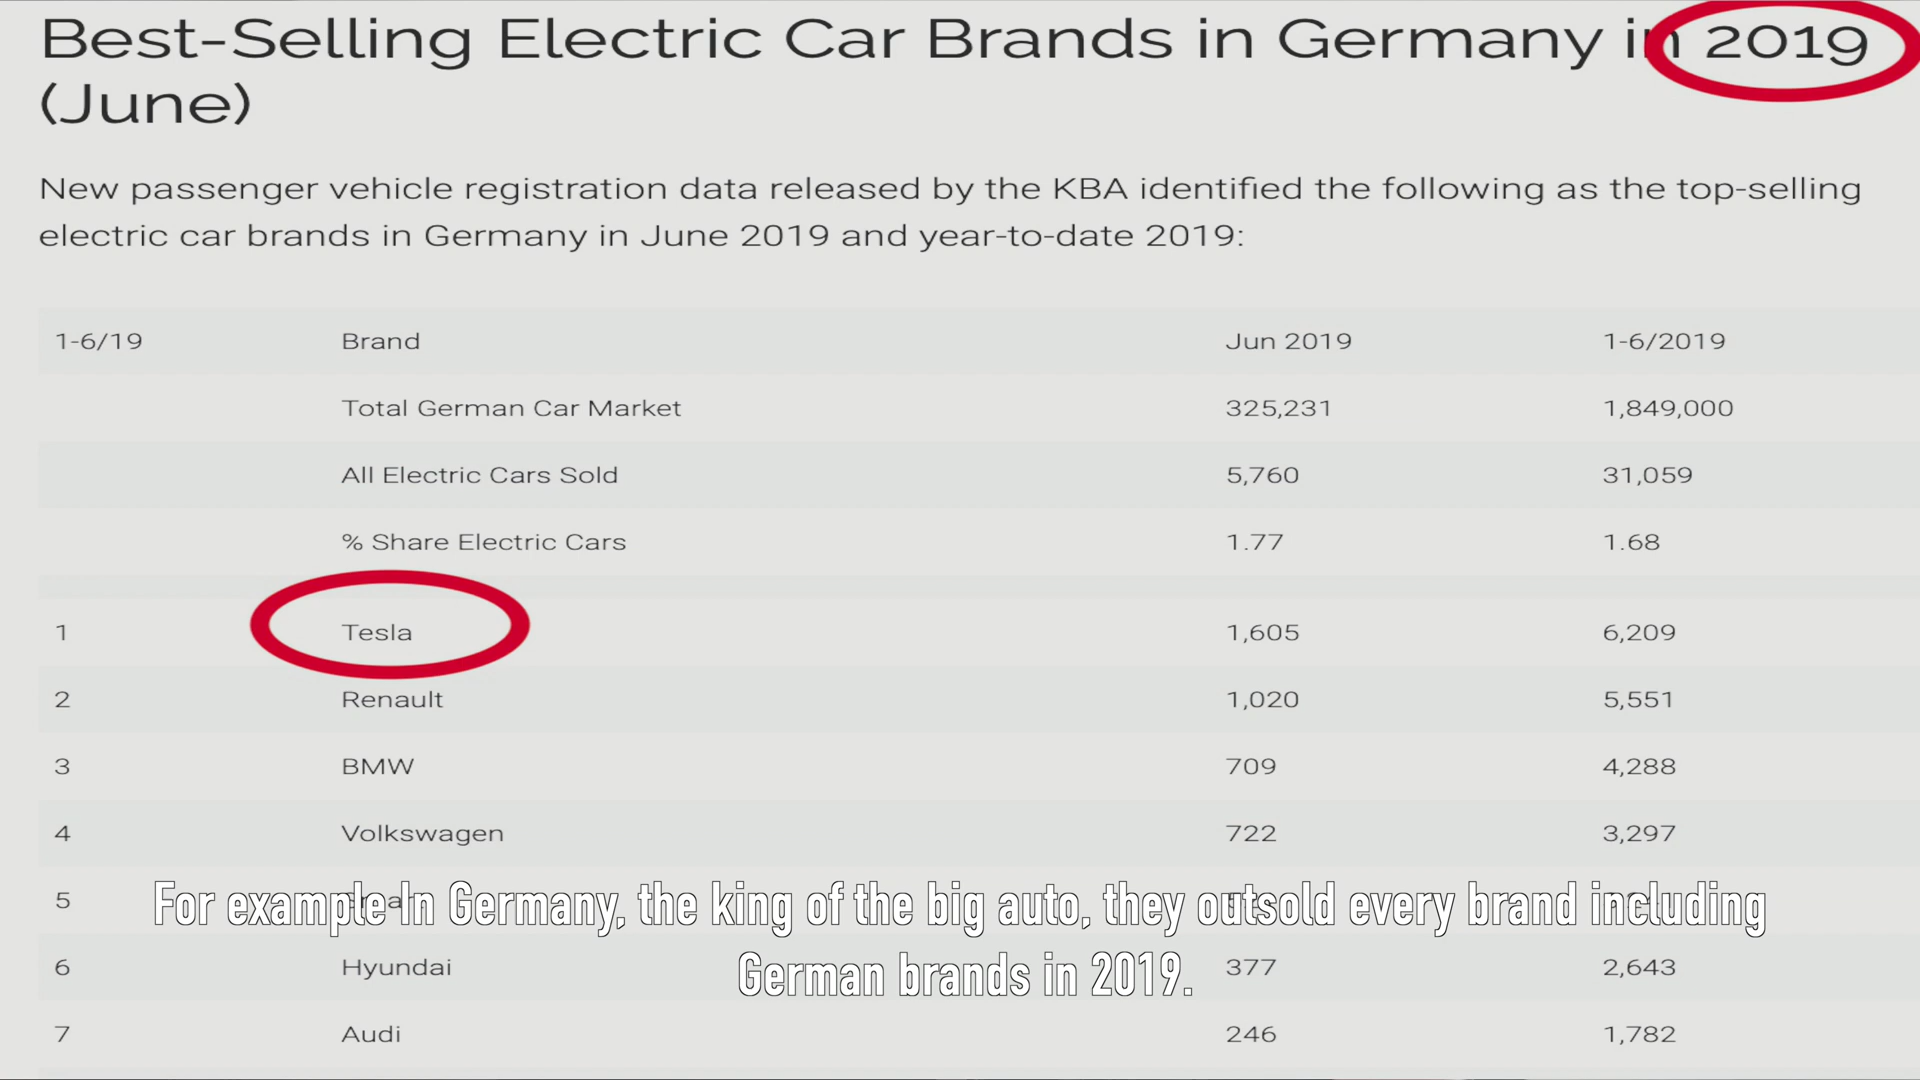 Best-Selling Electric Car Brands in Germany in 2019
(June)
New passenger vehicle registration data released by the KBA identified the following as the top-selling
electric car brands in Germany in June 2019 and year-to-date 2019:
1-6/19 Brand Jun 2019 1-6/2019
Total German Car Market 325,231 1,849,000
All Electric Cars Sold 5,760 31,059
% Share Electric Cars 1.77 1.68
1 Tesla 1,605 6,209
2 Renault 1,020 5,551
3 BMW 709 4,288
4 Volkswagen 722 3,297
5
For example In Germany, the king of the big auto, they outsold every brand including
German brands in 2019.
6 Hyundai 377 2,643
7 Audi 246 1,782